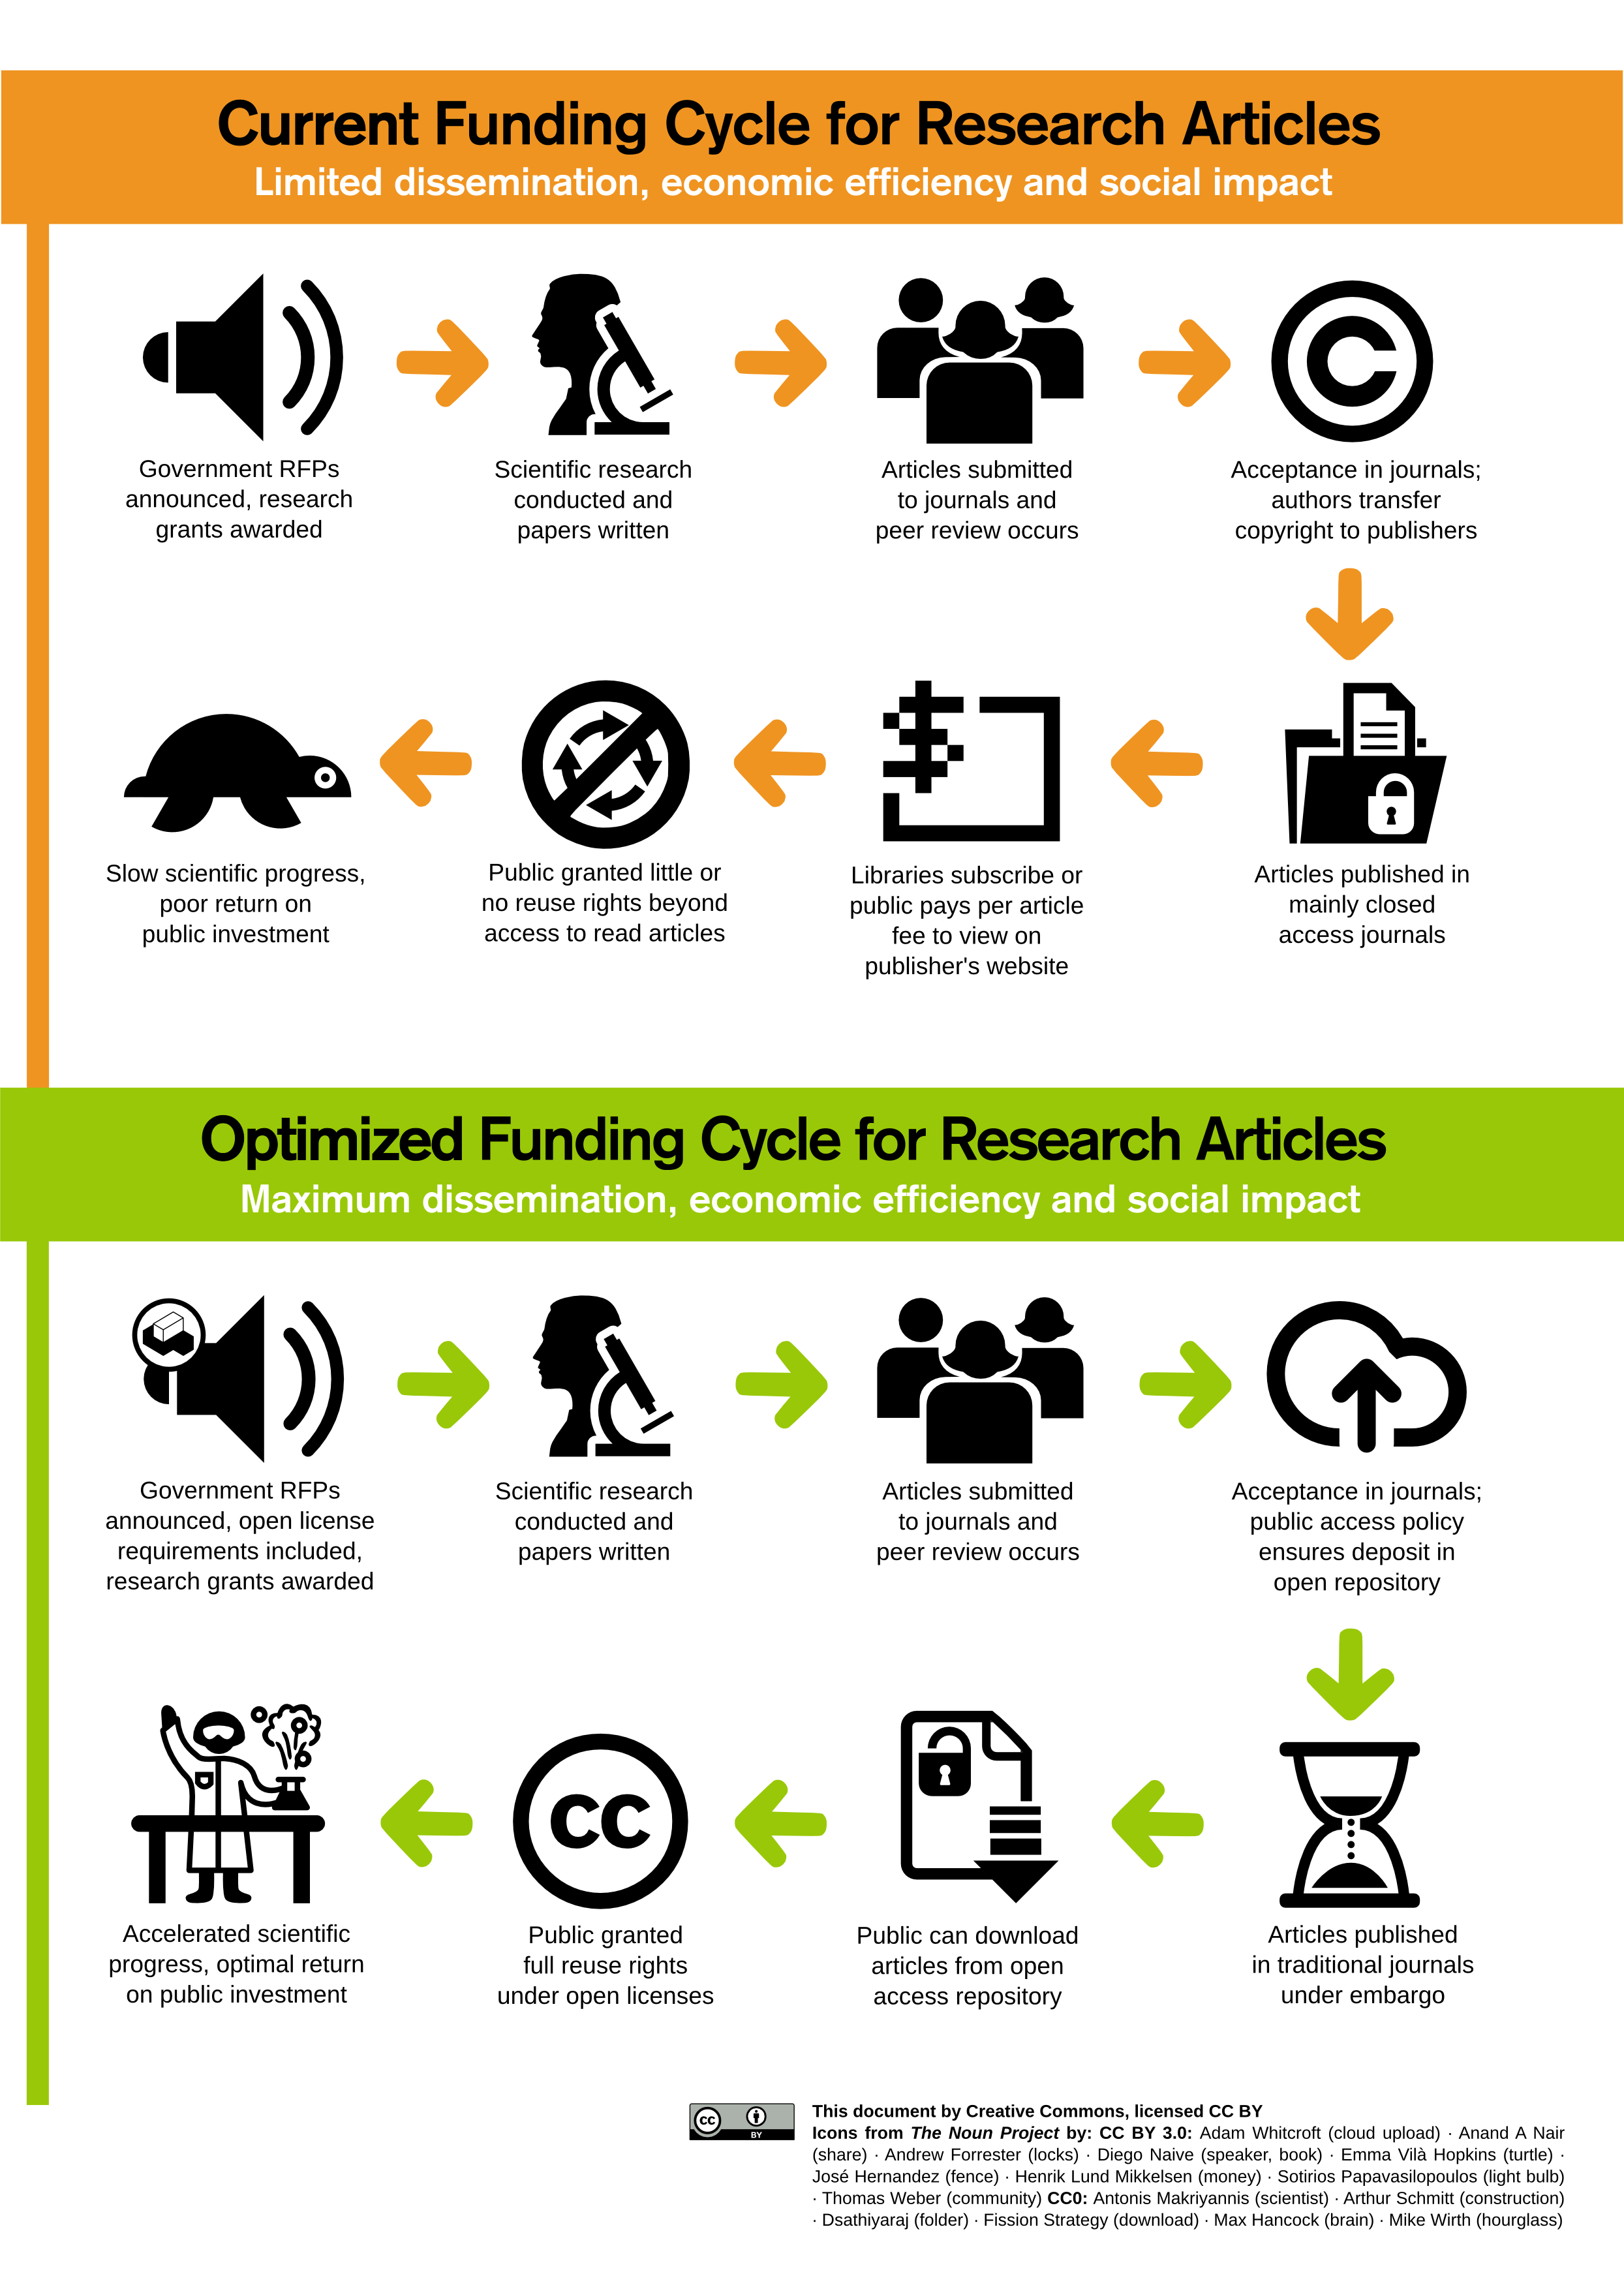 Current Funding Cycle for Research Articles
Limited dissemination, economic efficiency and social impact
Government RFPs
announced, research
grants awarded
Scientific research
conducted and
papers written
Articles submitted
to journals and
peer review occurs
C
Acceptance in journals;
authors transfer
copyright to publishers
Articles published in
mainly closed
access journals
Libraries subscribe or
public pays per article
fee to view on
publisher's website
Public granted little or
no reuse rights beyond
access to read articles
Slow scientific progress,
poor return on
public investment
Optimized Funding Cycle for Research Articles
Maximum dissemination, economic efficiency and social impact
Government RFPs
announced, open license
requirements included,
research grants awarded
Scientific research
conducted and
papers written
Articles submitted
to journals and
peer review occurs
Acceptance in journals;
public access policy
ensures deposit in
open repository
Articles published
in traditional journals
under embargo
Public can download
articles from open
access repository
cc
Public granted
full reuse rights
under open licenses
Accelerated scientific
progress, optimal return
on public investment
cc
BY
This document by Creative Commons, licensed CC BY
Icons from The Noun Project by: CC BY 3.0: Adam Whitcroft (cloud upload) · Anand A Nair
(share) · Andrew Forrester (locks) · Diego Naive (speaker, book) · Emma Vilà Hopkins (turtle) ·
José Hernandez (fence) · Henrik Lund Mikkelsen (money) · Sotirios Papavasilopoulos (light bulb)
· Thomas Weber (community) CC0: Antonis Makriyannis (scientist) · Arthur Schmitt (construction)
· Dsathiyaraj (folder) · Fission Strategy (download) · Max Hancock (brain) · Mike Wirth (hourglass)